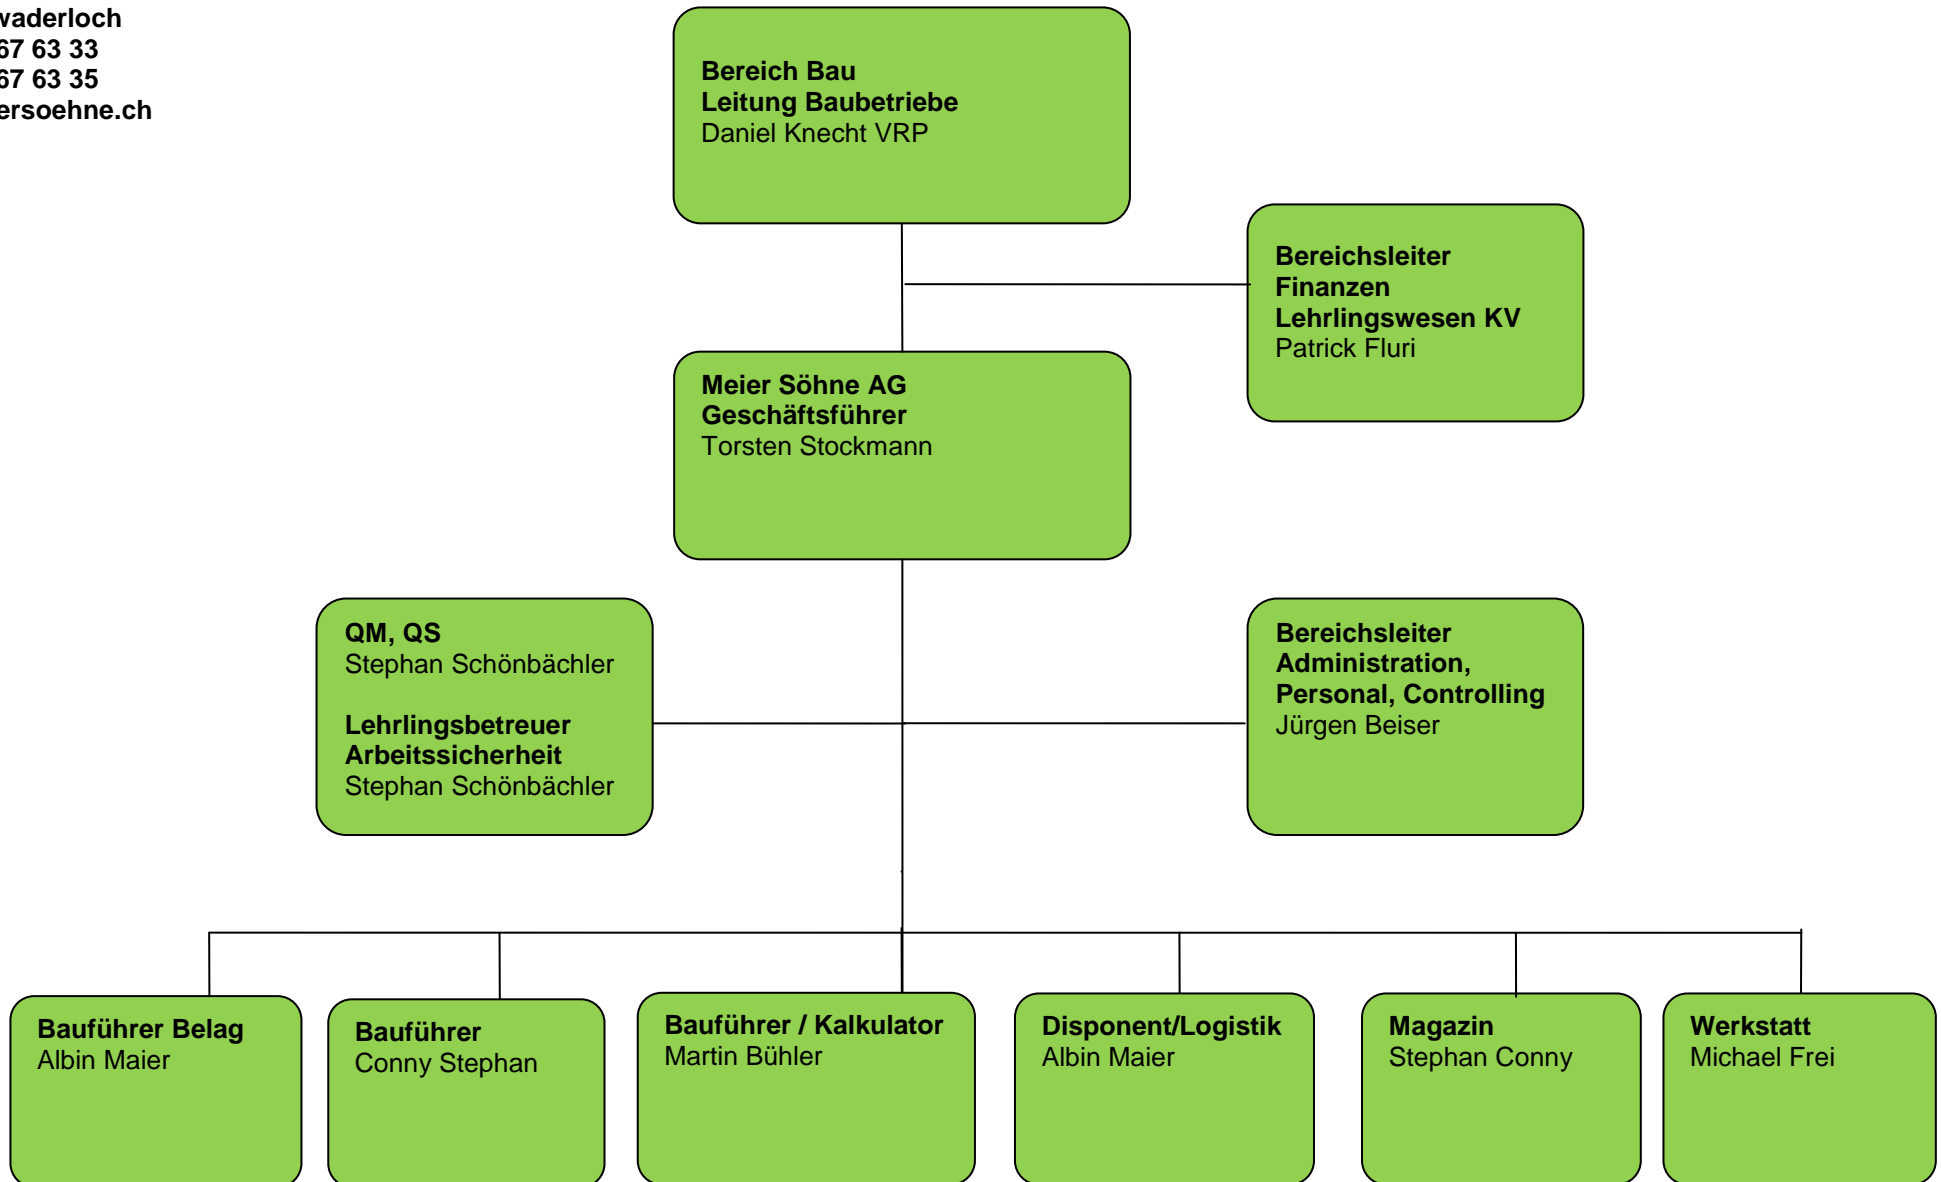 waderloch
67 63 33
67 63 35
ersoehne.ch
Bereich Bau
Leitung Baubetriebe
Daniel Knecht VRP
Bereichsleiter
Finanzen
Lehrlingswesen KV
Patrick Fluri
Meier Söhne AG
Geschäftsführer
Torsten Stockmann
QM, QS
Stephan Schönbächler
Lehrlingsbetreuer
Arbeitssicherheit
Stephan Schönbächler
Bereichsleiter
Administration,
Personal, Controlling
Jürgen Beiser
Bauführer Belag
Albin Maier
Bauführer
Conny Stephan
Bauführer / Kalkulator
Martin Bühler
Disponent/Logistik
Albin Maier
Magazin
Stephan Conny
Werkstatt
Michael Frei